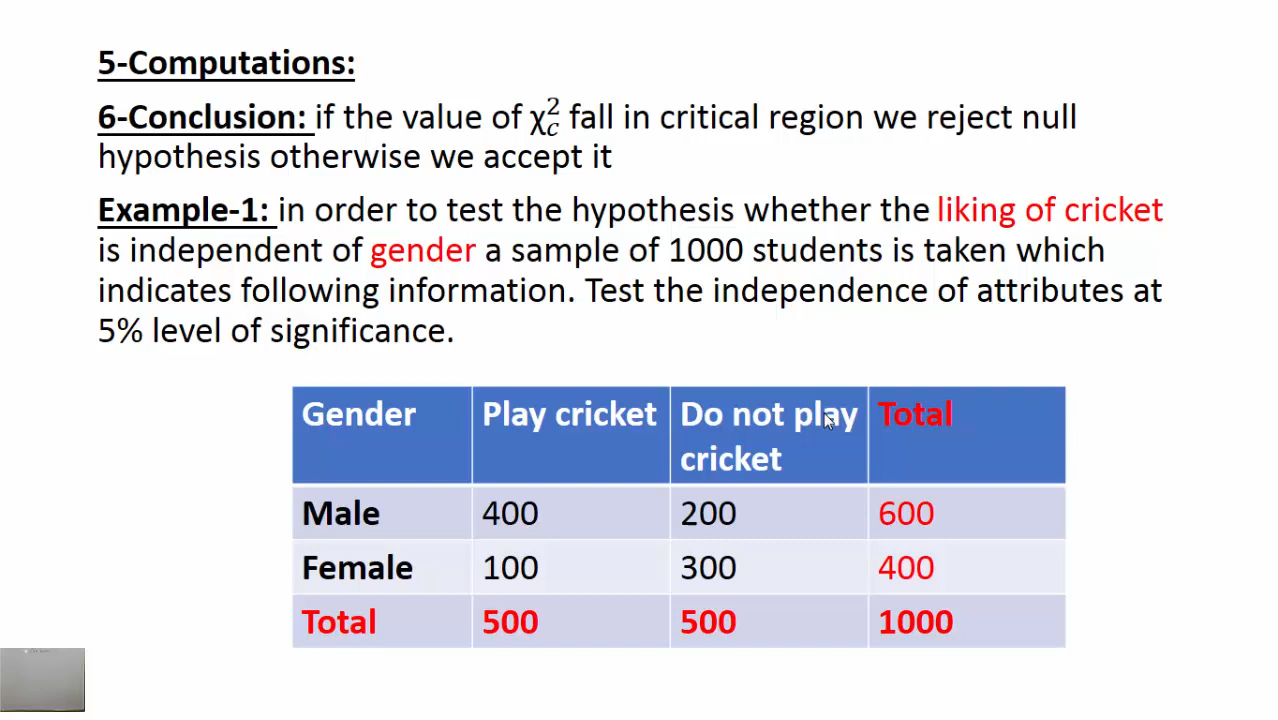 5-Computations:
6-Conclusion: if the value of χ²c fall in critical region we reject null
hypothesis otherwise we accept it
Example-1: in order to test the hypothesis whether the liking of cricket
is independent of gender a sample of 1000 students is taken which
indicates following information. Test the independence of attributes at
5% level of significance.
Gender Play cricket Do not play Total
cricket
Male 400 200 600
Female 100 300 400
Total 500 500 1000